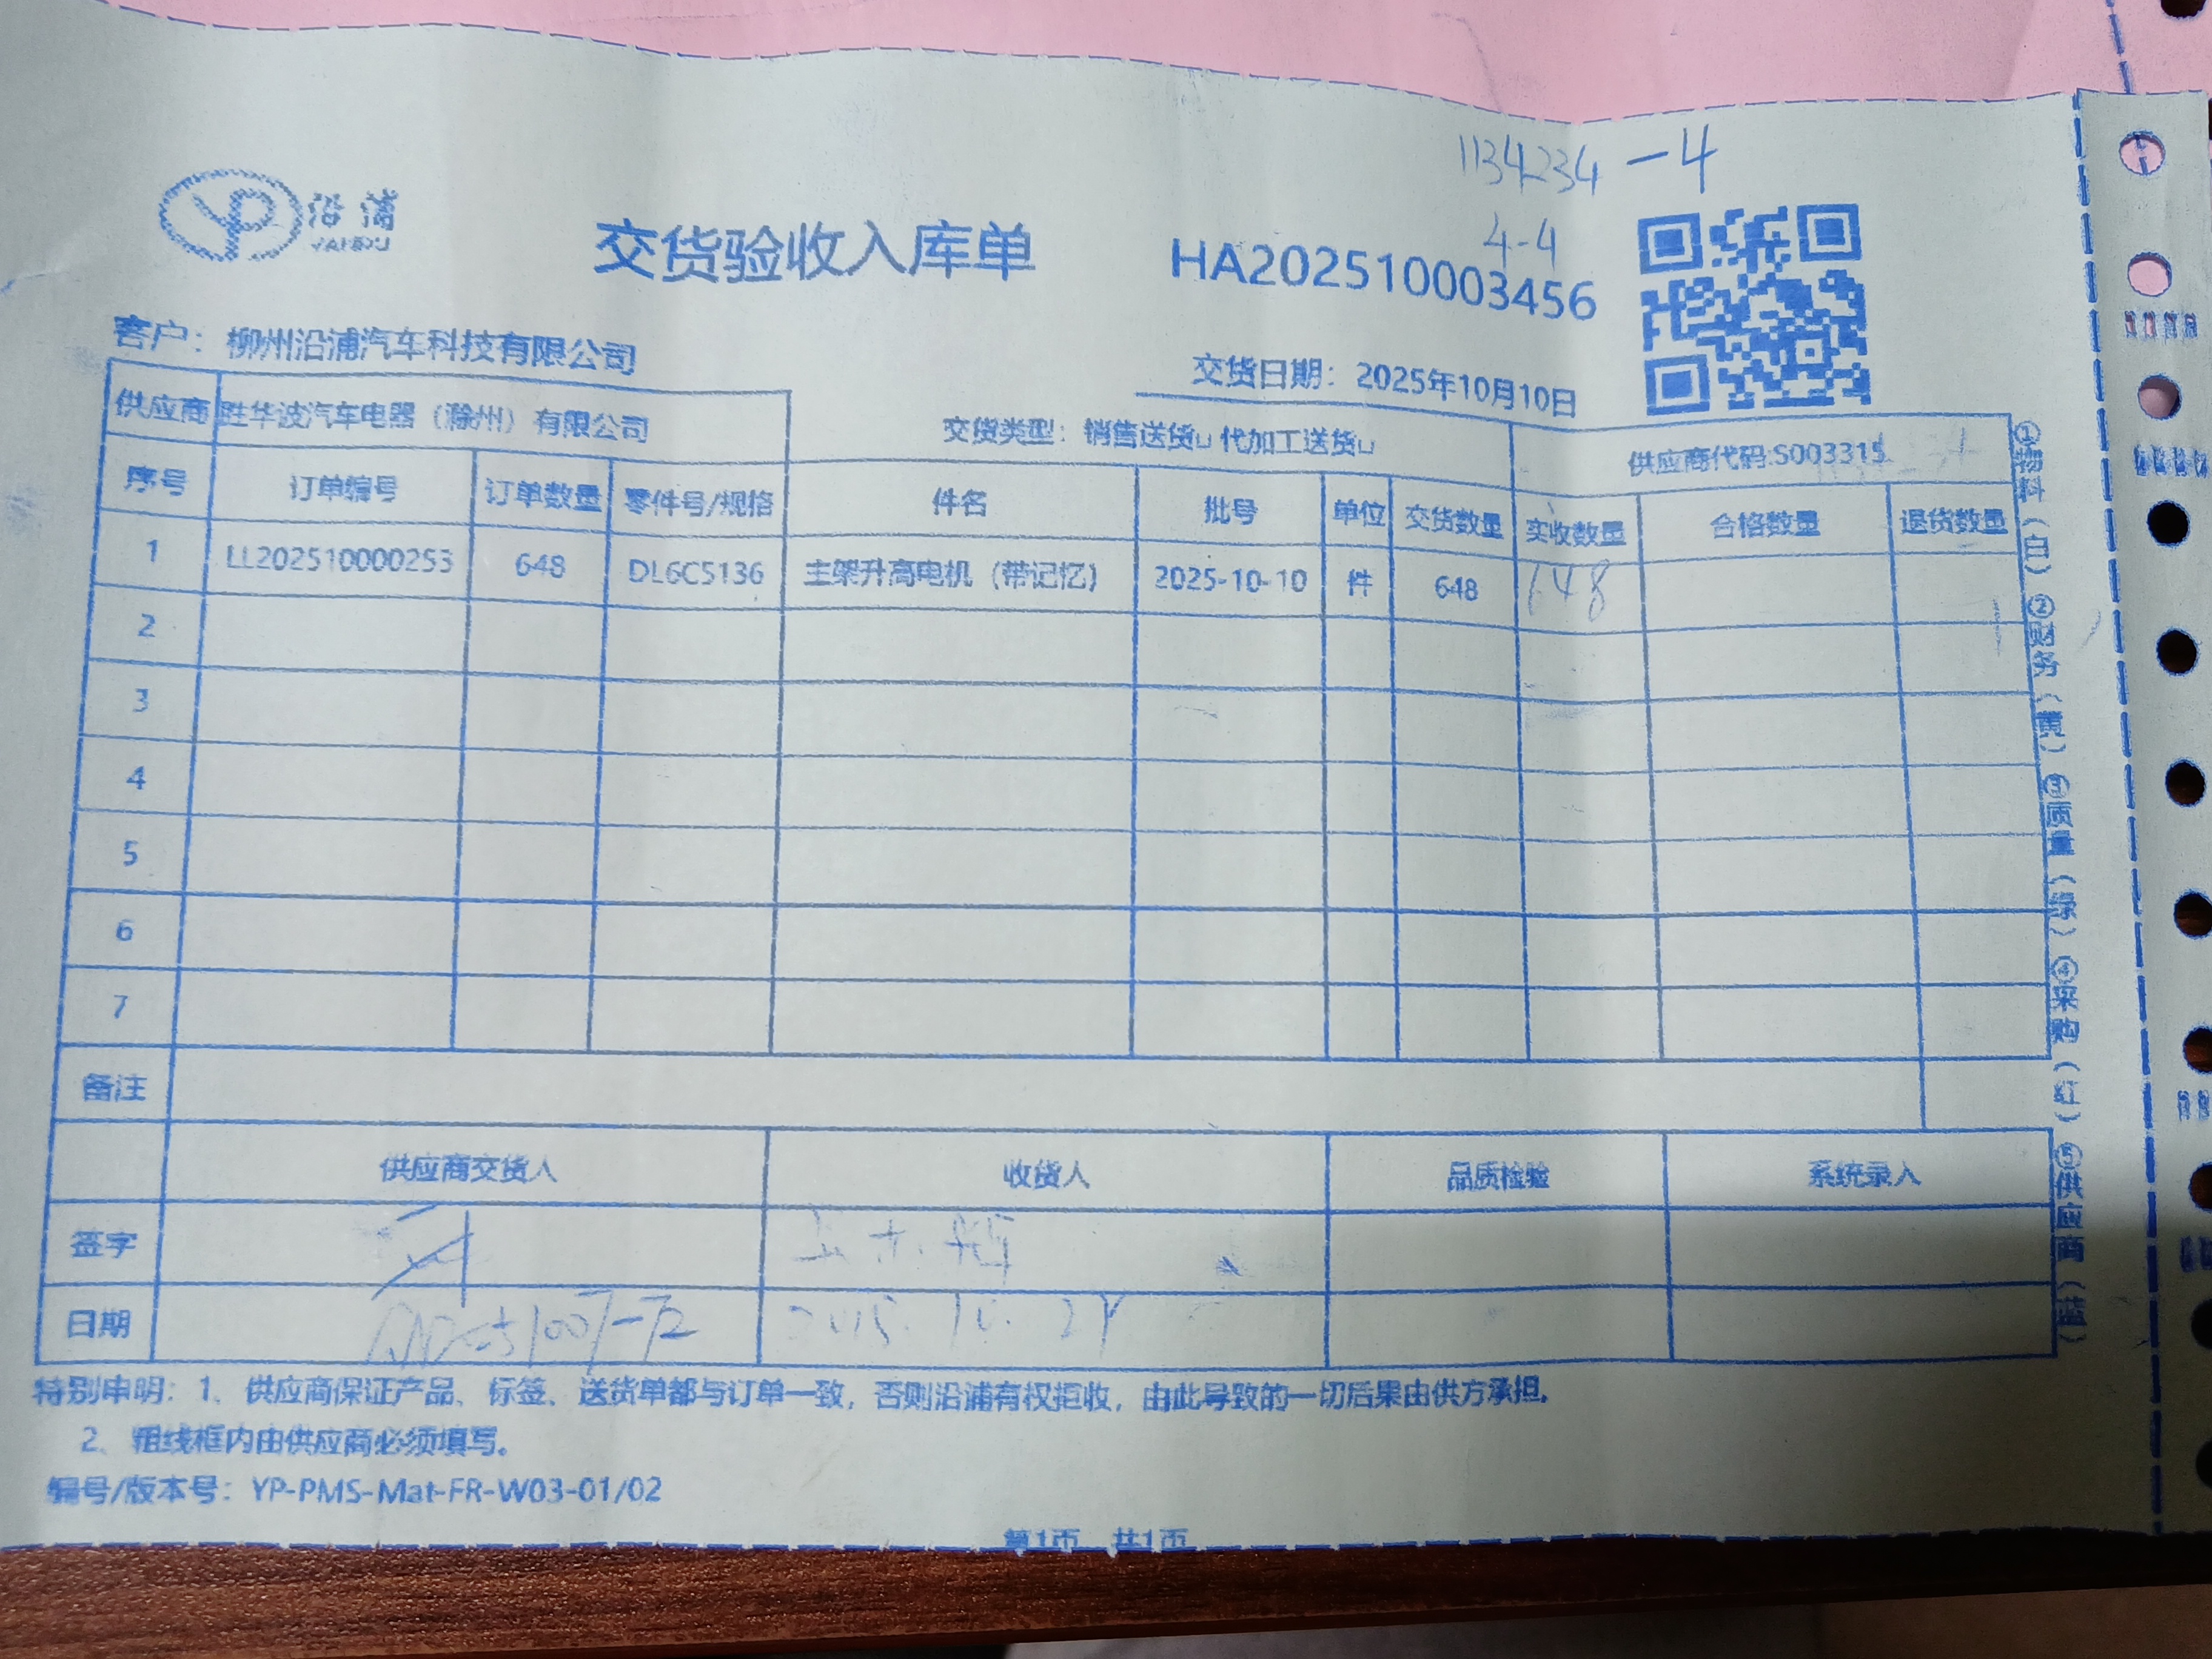 1134234-4
4-4
沿浦
YANPU
交货验收入库单
HA202510003456
客户：柳州沿浦汽车科技有限公司
交货日期：2025年10月10日
供应商 胜华波汽车电器（滁州）有限公司 交货类型：销售送货 代加工送货 供应商代码:S003315
序号 订单编号 订单数量 零件号/规格 件名 批号 单位 交货数量 实收数量 合格数量 退货数量
1 LL202510000253 648 DL6C5136 主架升高电机（带记忆） 2025-10-10 件 648 648
2
3
4
5
6
7
备注
供应商交货人 收货人 品质检验 系统录入
签字
日期
特别申明：1、供应商保证产品、标签、送货单都与订单一致，否则沿浦有权拒收，由此导致的一切后果由供方承担。
2、粗线框内由供应商必须填写。
编号/版本号：YP-PMS-Mat-FR-W03-01/02
第1页 共1页
①物料（白）②财务（黄）③质量（绿）④采购（红）⑤供应商（蓝）